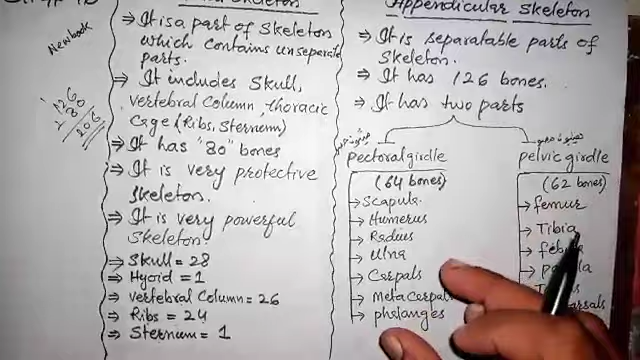 Newbook
126
80
206
Skeleton
⇒ It is a part of Skeleton
which contains unseparate
parts.
⇒ It includes Skull,
vertebral Column, thoracic
Cage (Ribs, Sternum)
⇒ It has "80" bones
⇒ It is very protective
Skeleton.
⇒ It is very powerful
Skeleton.
⇒ Skull = 28
⇒ Hyoid = 1
⇒ vertebral Column = 26
⇒ Ribs = 24
⇒ Sternum = 1
Appendicular Skeleton
⇒ It is separatable parts of
Skeleton.
⇒ It has 126 bones.
⇒ It has two parts
pectoral girdle
(64 bones)
→ Scapula.
→ Humerus
→ Radius
→ Ulna
→ Carpals
→ Metacarpals
→ phalanges
pelvic girdle
(62 bones)
→ femur
→ Tibia